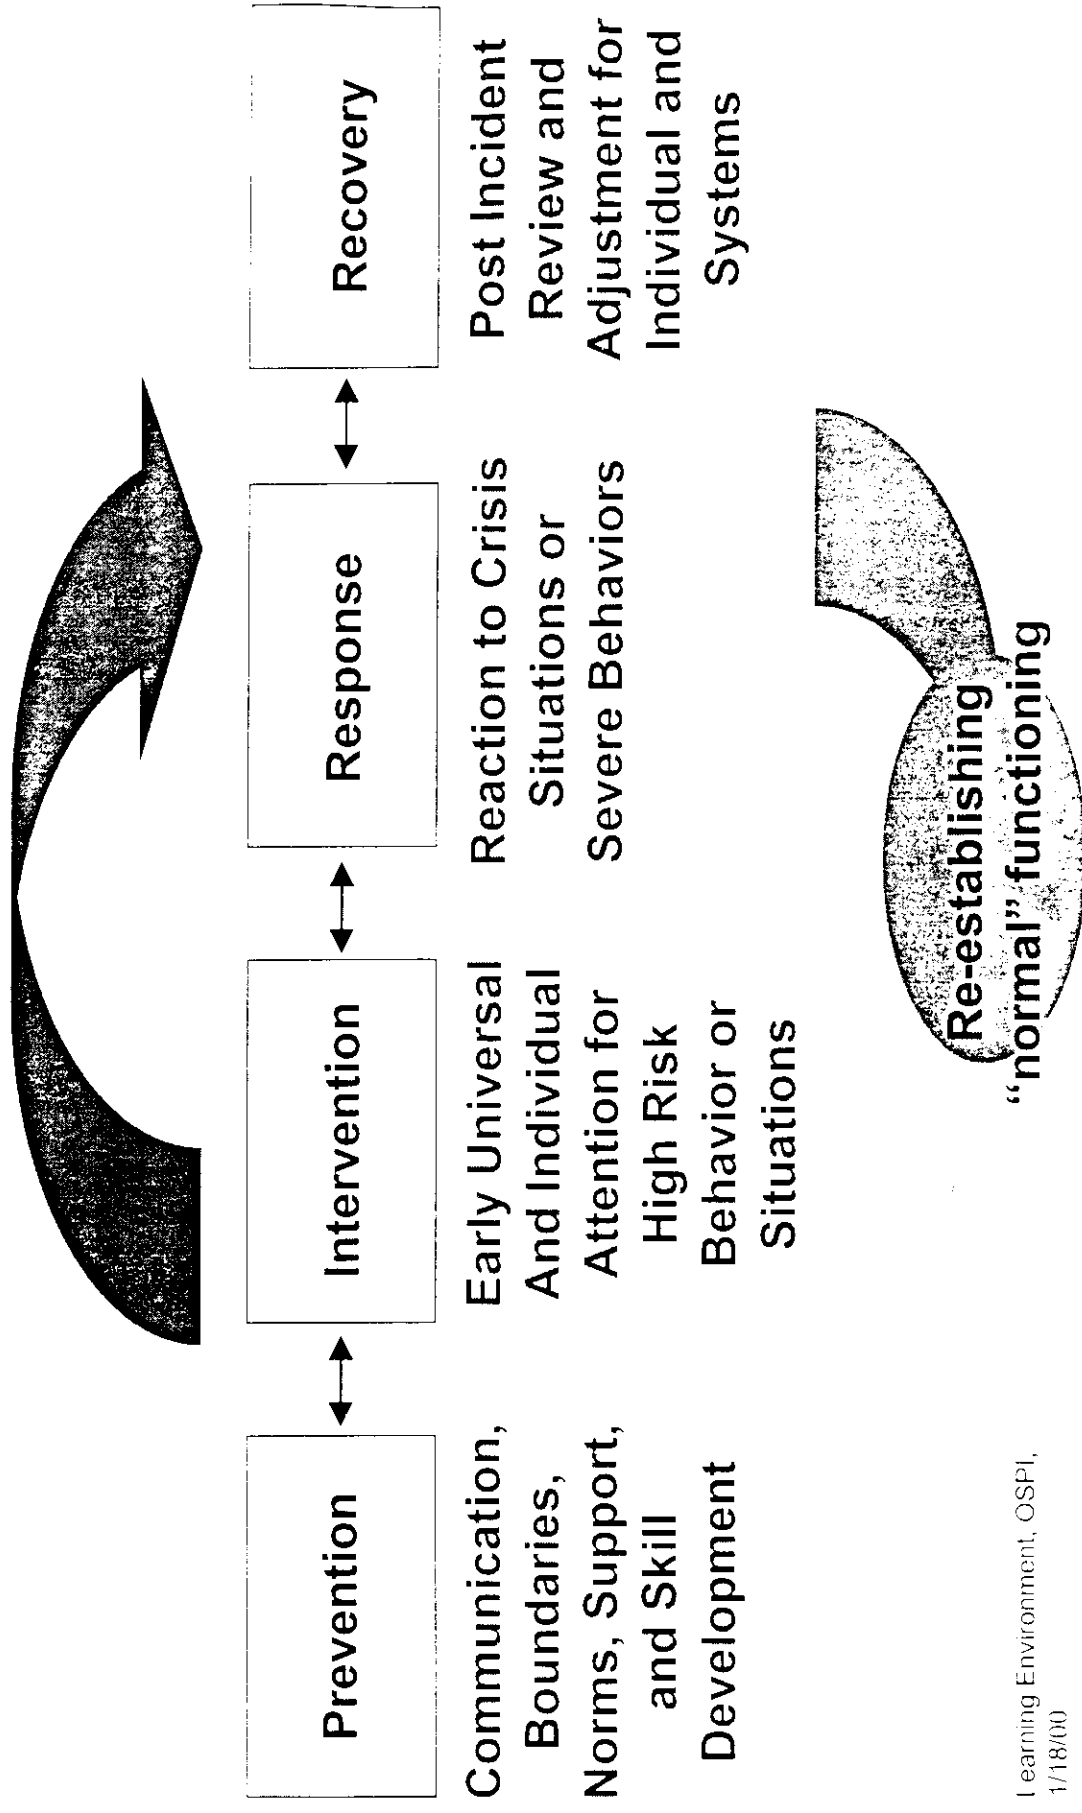 Prevention
Communication,
Boundaries,
Norms, Support,
and Skill
Development
Intervention
Early Universal
And Individual
Attention for
High Risk
Behavior or
Situations
Response
Reaction to Crisis
Situations or
Severe Behaviors
Recovery
Post Incident
Review and
Adjustment for
Individual and
Systems
Re-establishing
“normal” functioning
Learning Environment, OSPI,
1/18/00